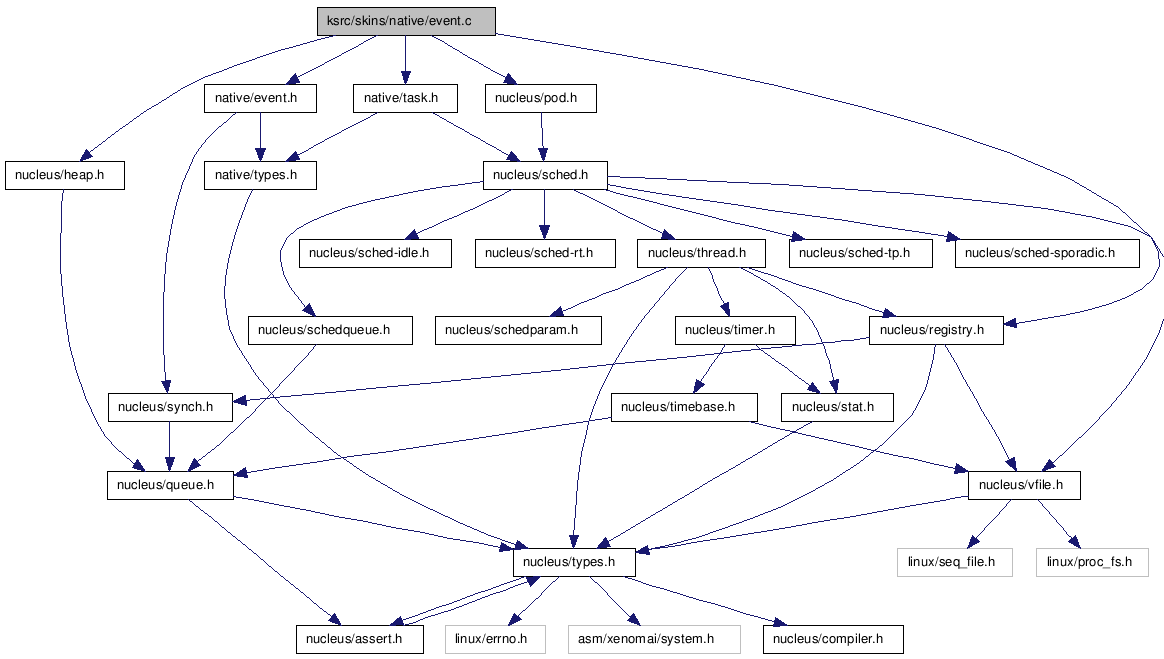 ksrc/skins/native/event.c
native/event.h
native/task.h
nucleus/pod.h
nucleus/heap.h
native/types.h
nucleus/sched.h
nucleus/sched-idle.h
nucleus/sched-rt.h
nucleus/thread.h
nucleus/sched-tp.h
nucleus/sched-sporadic.h
nucleus/schedqueue.h
nucleus/schedparam.h
nucleus/timer.h
nucleus/registry.h
nucleus/synch.h
nucleus/timebase.h
nucleus/stat.h
nucleus/queue.h
nucleus/vfile.h
nucleus/types.h
linux/seq_file.h
linux/proc_fs.h
nucleus/assert.h
linux/errno.h
asm/xenomai/system.h
nucleus/compiler.h